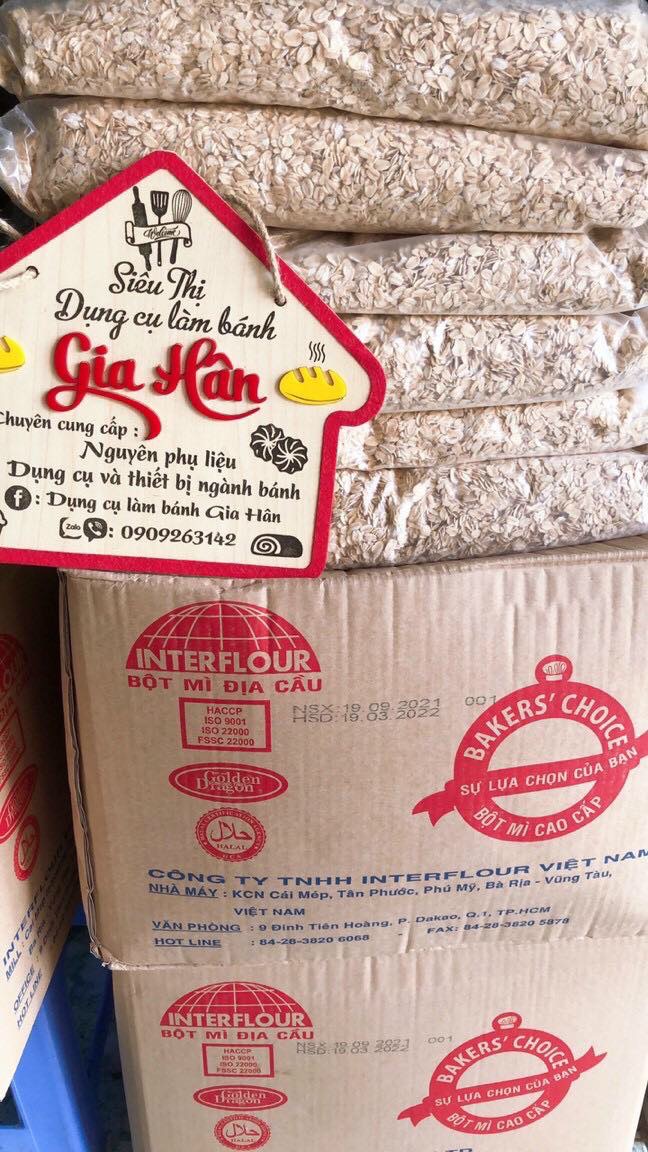 Welcome
Siêu Thị
Dụng cụ làm bánh
Gia Hân
Chuyên cung cấp :
Nguyên phụ liệu
Dụng cụ và thiết bị ngành bánh
f : Dụng cụ làm bánh Gia Hân
Zalo : 0909263142
INTERFLOUR
BỘT MÌ ĐỊA CẦU
HACCP
ISO 9001
ISO 22000
FSSC 22000
NSX:19.09.2021 001
HSD:19.03.2022
Golden
Dragon
حلال
HALAL
BAKERS' CHOICE
SỰ LỰA CHỌN CỦA BẠN
BỘT MÌ CAO CẤP
CÔNG TY TNHH INTERFLOUR VIỆT NAM
NHÀ MÁY : KCN Cái Mép, Tân Phước, Phú Mỹ, Bà Rịa - Vũng Tàu,
VIỆT NAM
VĂN PHÒNG : 9 Đinh Tiên Hoàng, P. Dakao, Q.1, TP.HCM
HOT LINE : 84-28-3820 6068 - FAX: 84-28-3820 5878
INTERFLOUR
BỘT MÌ ĐỊA CẦU
HACCP
ISO 9001
ISO 22000
FSSC 22000
NSX:19.09.2021 001
HSD:19.03.2022
Golden
Dragon
حلال
HALAL
BAKERS' CHOICE
SỰ LỰA CHỌN CỦA BẠN
BỘT MÌ CAO CẤP
MILL
OFFICE
HOT LINE